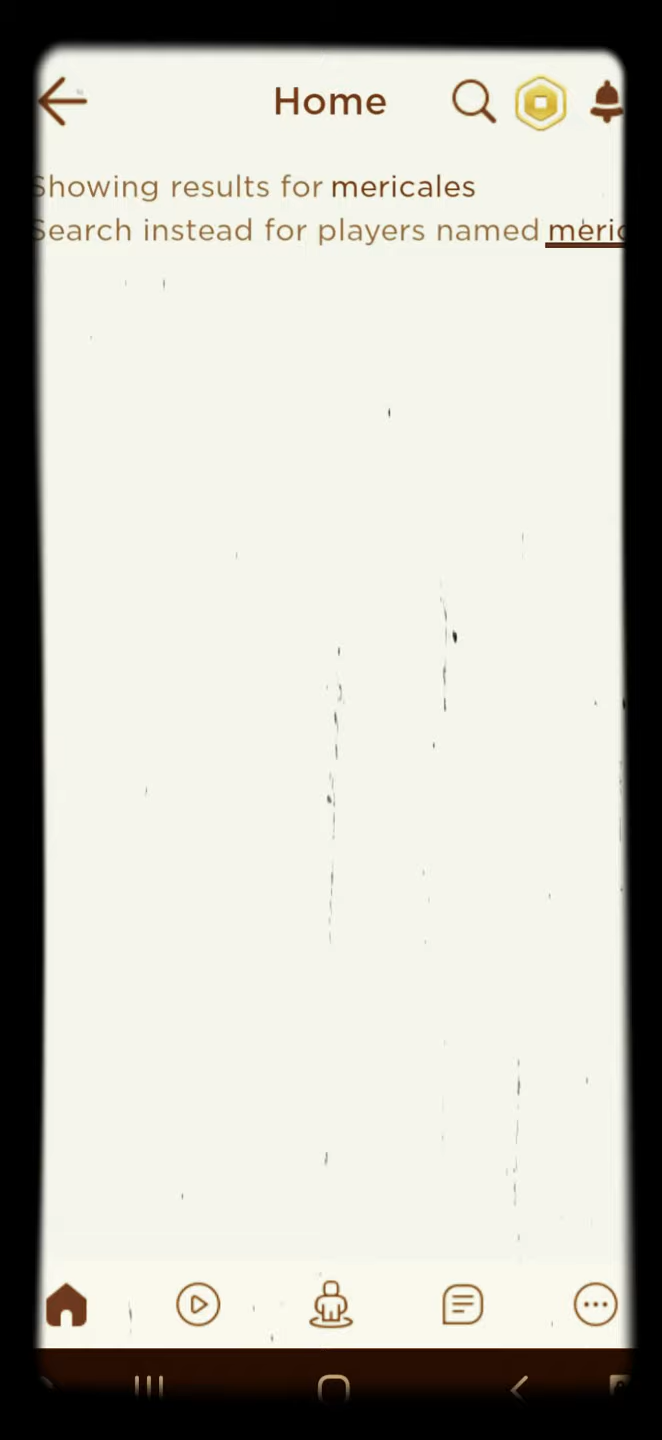 Home
Showing results for mericales
Search instead for players named meric